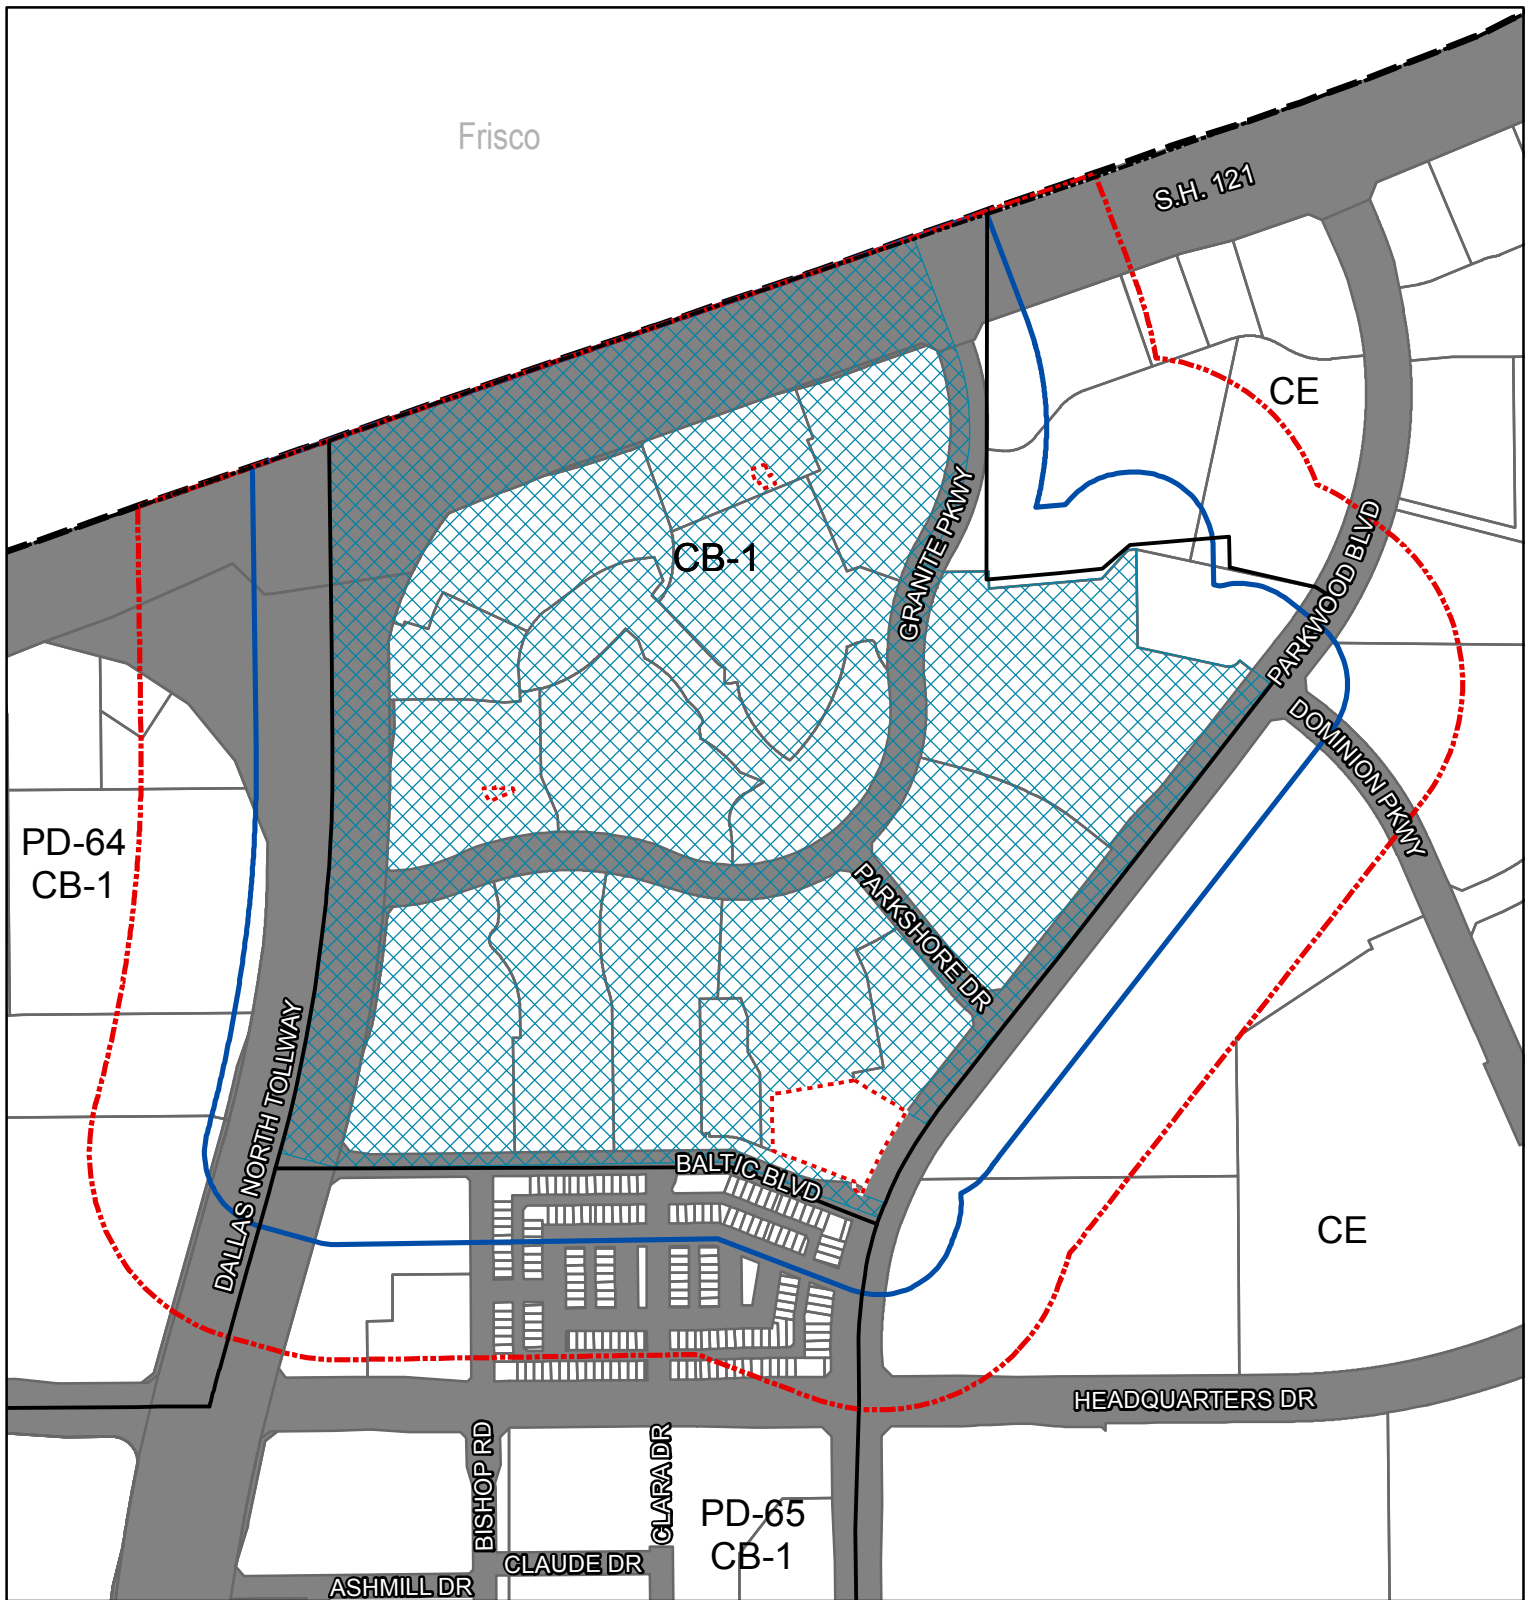 Frisco
S.H. 121
CE
CB-1
GRANITE PKWY
PARKWOOD BLVD
DOMINION PKWY
PD-64
CB-1
PARKSHORE DR
DALLAS NORTH TOLLWAY
BALTIC BLVD
CE
HEADQUARTERS DR
BISHOP RD
CLARA DR
PD-65
CB-1
CLAUDE DR
ASHMILL DR